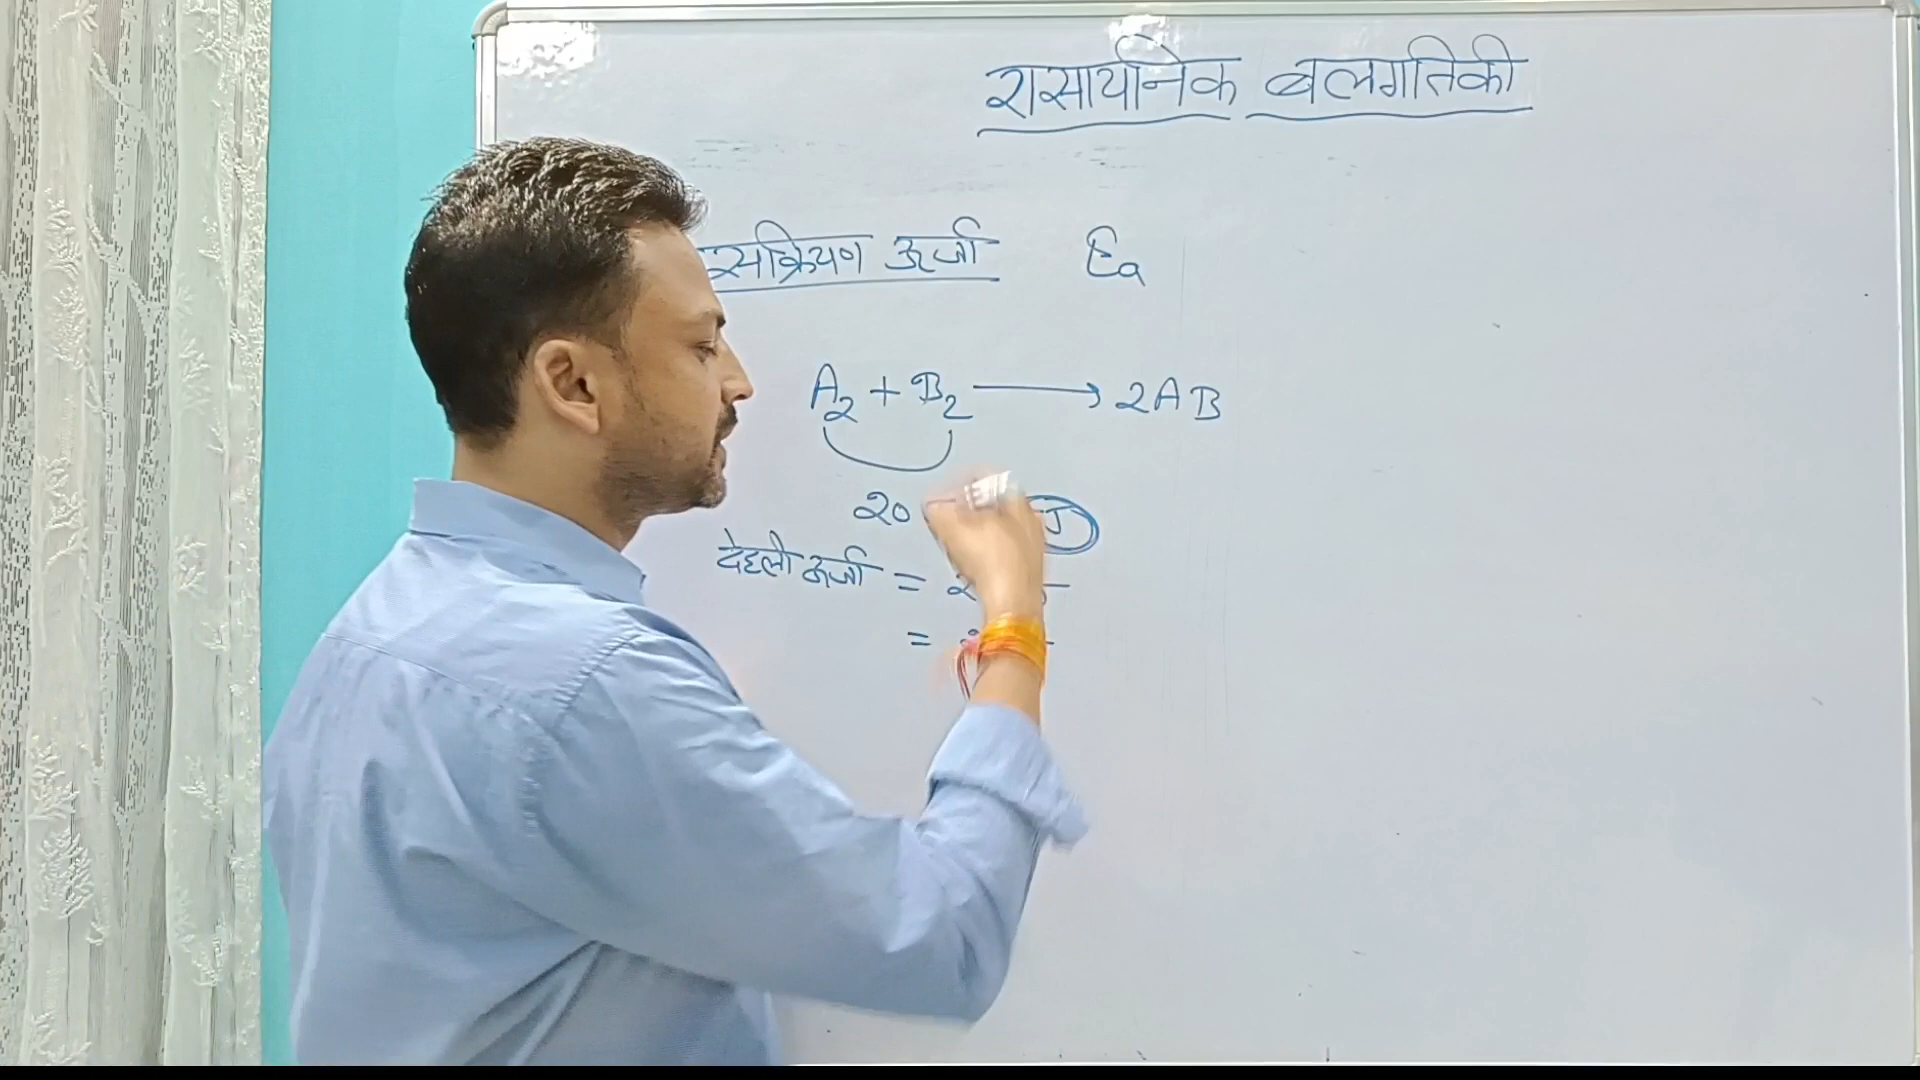 रासायनिक बलगतिकी
सक्रियण ऊर्जा Ea
A₂ + B₂ ⟶ 2AB
20 J
देहली ऊर्जा =
=